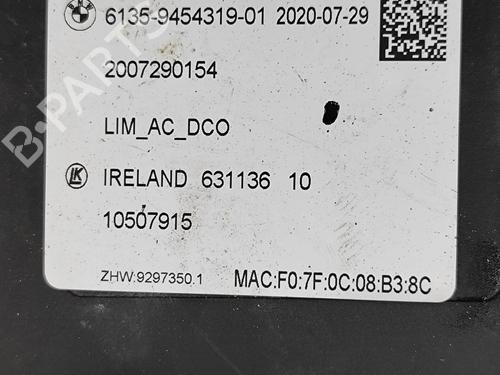 6135-9454319-01 2020-07-29
2007290154
LIM_AC_DCO
LK IRELAND 631136 10
10507915
ZHW:9297350.1 MAC:F0:7F:0C:08:B3:8C
B-PARTS